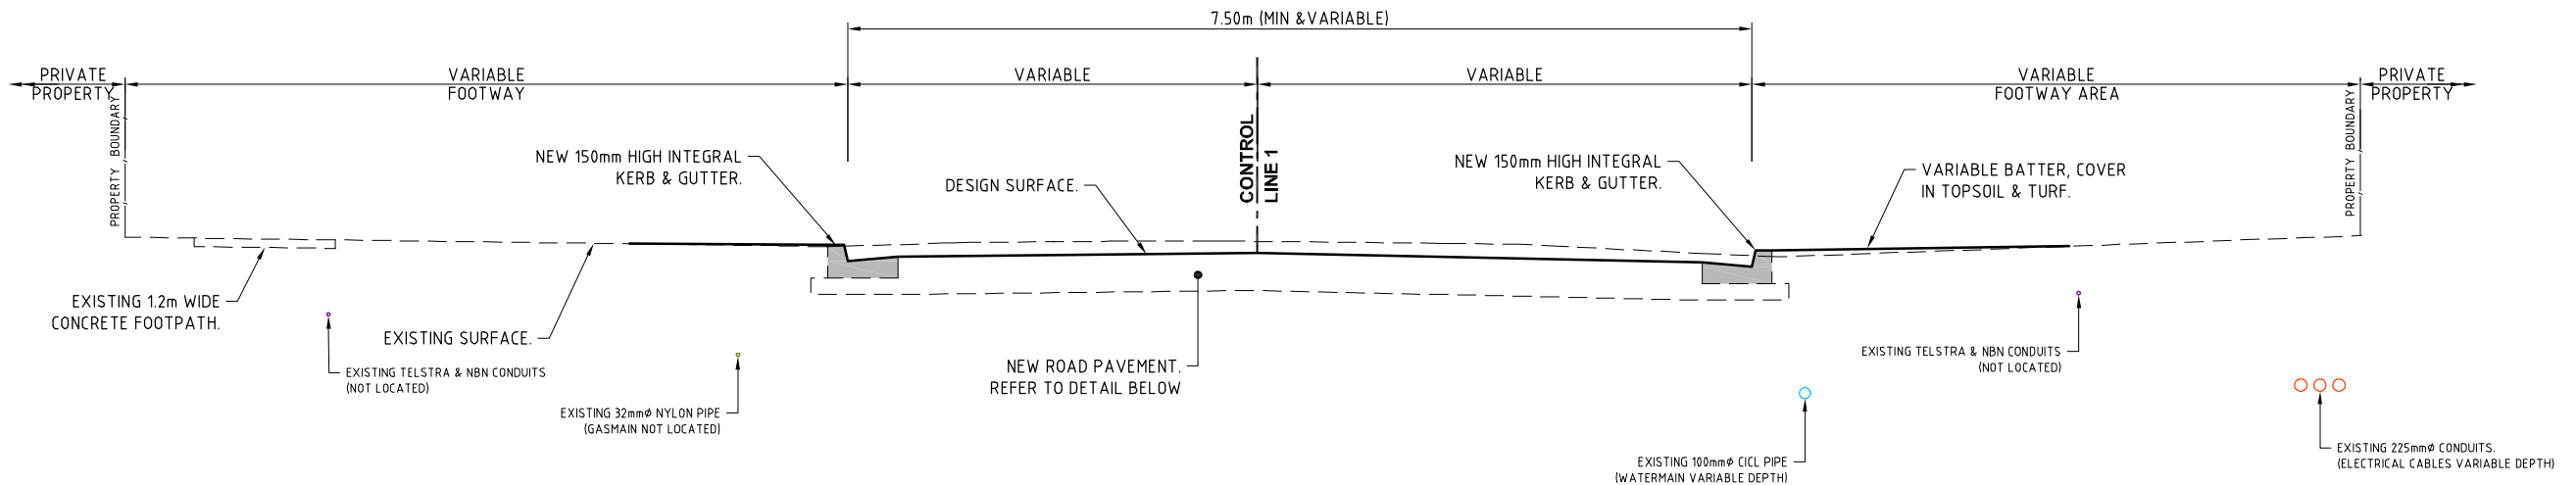 7.50m (MIN &VARIABLE)
PRIVATE
PROPERTY
VARIABLE
FOOTWAY
VARIABLE
VARIABLE
VARIABLE
FOOTWAY AREA
PRIVATE
PROPERTY
PROPERTY BOUNDARY
CONTROL
LINE 1
PROPERTY BOUNDARY
NEW 150mm HIGH INTEGRAL
KERB & GUTTER.
DESIGN SURFACE.
NEW 150mm HIGH INTEGRAL
KERB & GUTTER.
VARIABLE BATTER, COVER
IN TOPSOIL & TURF.
EXISTING 1.2m WIDE
CONCRETE FOOTPATH.
EXISTING SURFACE.
EXISTING TELSTRA & NBN CONDUITS
(NOT LOCATED)
EXISTING 32mmø NYLON PIPE
(GASMAIN NOT LOCATED)
NEW ROAD PAVEMENT.
REFER TO DETAIL BELOW
EXISTING TELSTRA & NBN CONDUITS
(NOT LOCATED)
EXISTING 100mmø CICL PIPE
(WATERMAIN VARIABLE DEPTH)
EXISTING 225mmø CONDUITS.
(ELECTRICAL CABLES VARIABLE DEPTH)